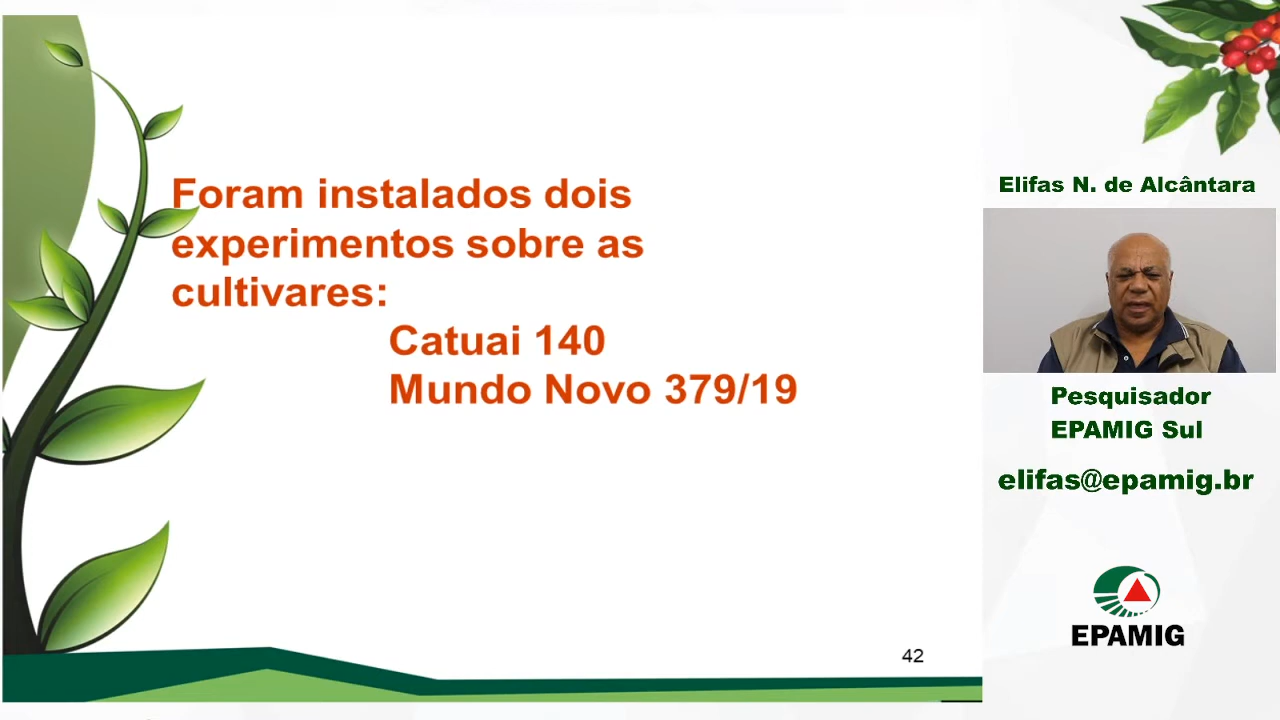 Foram instalados dois
experimentos sobre as
cultivares:
Catuai 140
Mundo Novo 379/19
42
Elifas N. de Alcântara
Pesquisador
EPAMIG Sul
elifas@epamig.br
EPAMIG